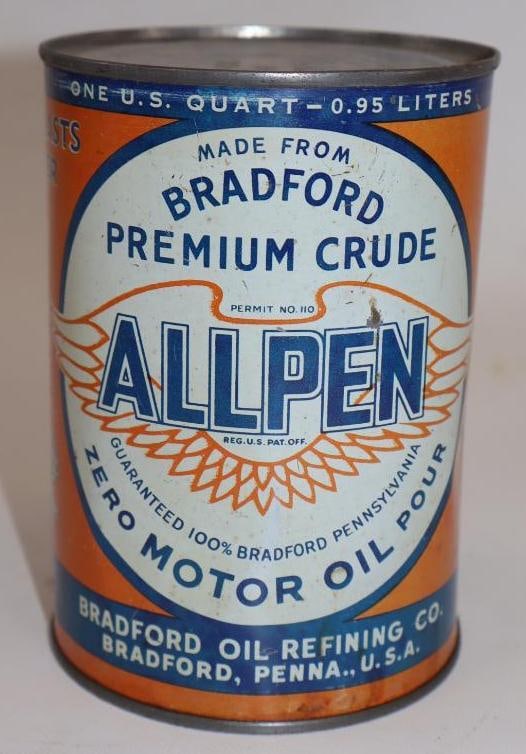 ONE U.S. QUART – 0.95 LITERS
MADE FROM
BRADFORD
PREMIUM CRUDE
PERMIT NO. 110
ALLPEN
REG. U.S. PAT. OFF.
GUARANTEED 100% BRADFORD PENNSYLVANIA
ZERO MOTOR OIL POUR
BRADFORD OIL REFINING CO.
BRADFORD, PENNA., U.S.A.